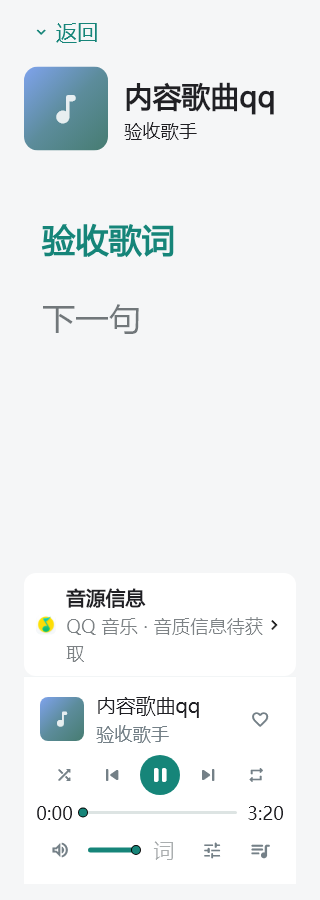 返回
内容歌曲qq
验收歌手
验收歌词
下一句
音源信息
QQ 音乐 · 音质信息待获
取
内容歌曲qq
验收歌手
0:00
3:20
词